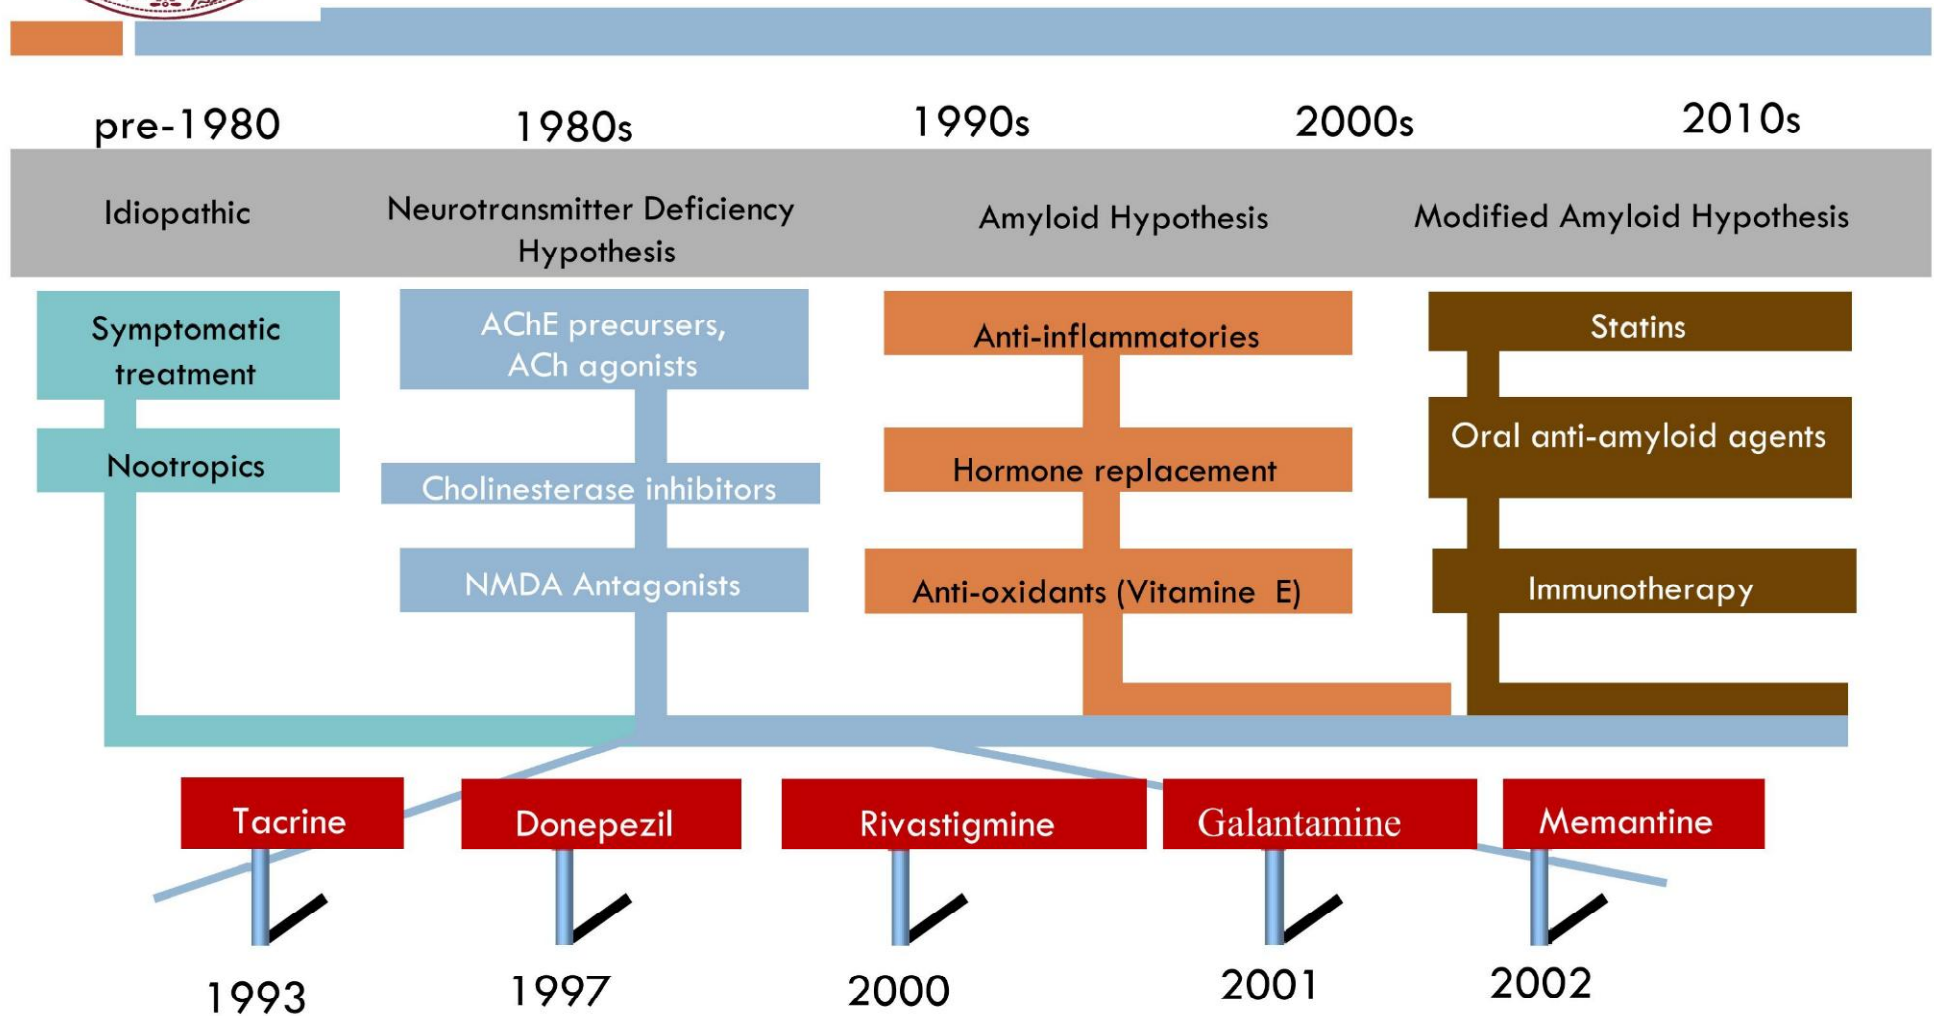 pre-1980
1980s
1990s
2000s
2010s
Idiopathic
Neurotransmitter Deficiency
Hypothesis
Amyloid Hypothesis
Modified Amyloid Hypothesis
Symptomatic
treatment
Nootropics
AChE precursers,
ACh agonists
Cholinesterase inhibitors
NMDA Antagonists
Anti-inflammatories
Hormone replacement
Anti-oxidants (Vitamine E)
Statins
Oral anti-amyloid agents
Immunotherapy
Tacrine
Donepezil
Rivastigmine
Galantamine
Memantine
1993
1997
2000
2001
2002